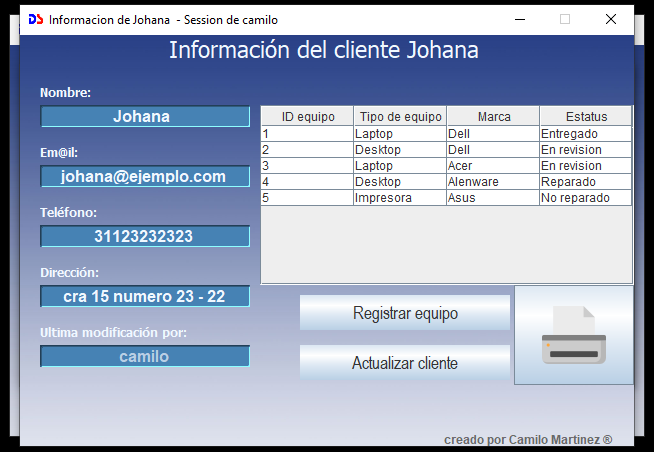 DS Informacion de Johana - Session de camilo
Información del cliente Johana
Nombre:
Johana
Em@il:
johana@ejemplo.com
Teléfono:
31123232323
Dirección:
cra 15 numero 23 - 22
Ultima modificación por:
camilo
ID equipo Tipo de equipo Marca Estatus
1 Laptop Dell Entregado
2 Desktop Dell En revision
3 Laptop Acer En revision
4 Desktop Alenware Reparado
5 Impresora Asus No reparado
Registrar equipo
Actualizar cliente
creado por Camilo Martinez ®